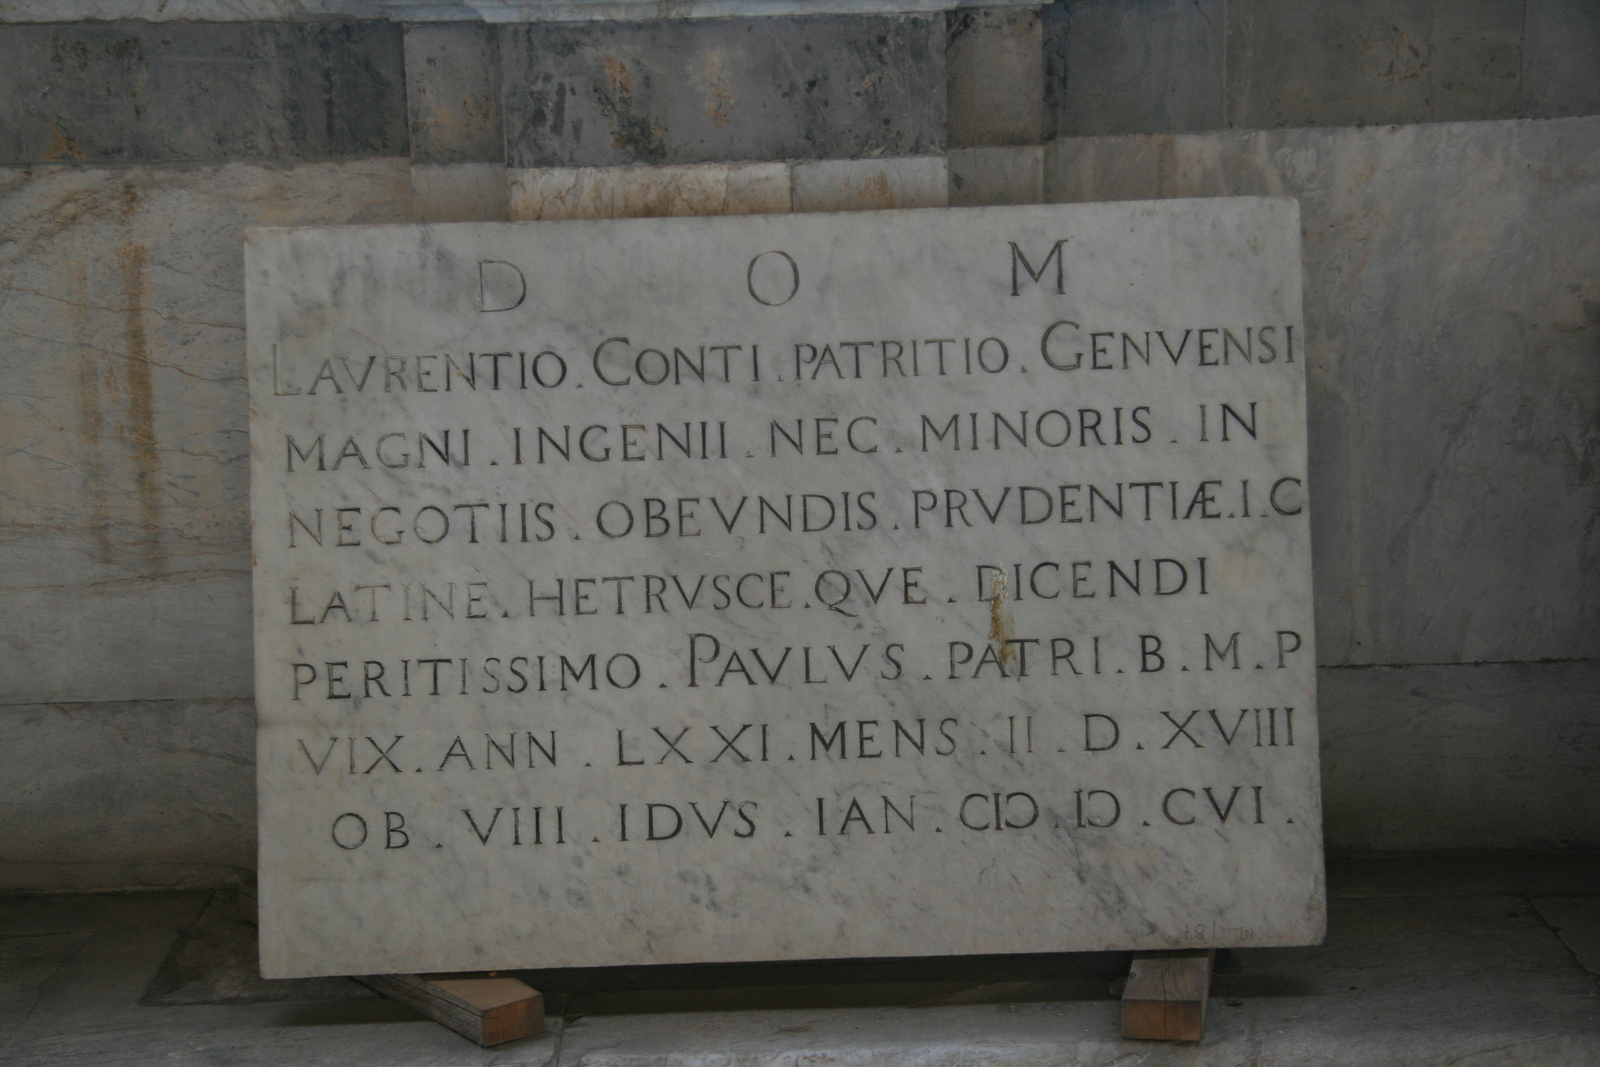 D O M
LAVRENTIO . CONTI . PATRITIO . GENVENSI
MAGNI . INGENII . NEC . MINORIS . IN
NEGOTIIS . OBEVNDIS . PRVDENTIÆ . I . C
LATINÈ . HETRVSCE . QVE . DICENDI
PERITISSIMO . PAVLVS . PATRI . B . M . P
VIX . ANN . LXXI . MENS . II . D . XVIII
OB . VIII . IDVS . IAN . CIↃ . IↃ . CVI .